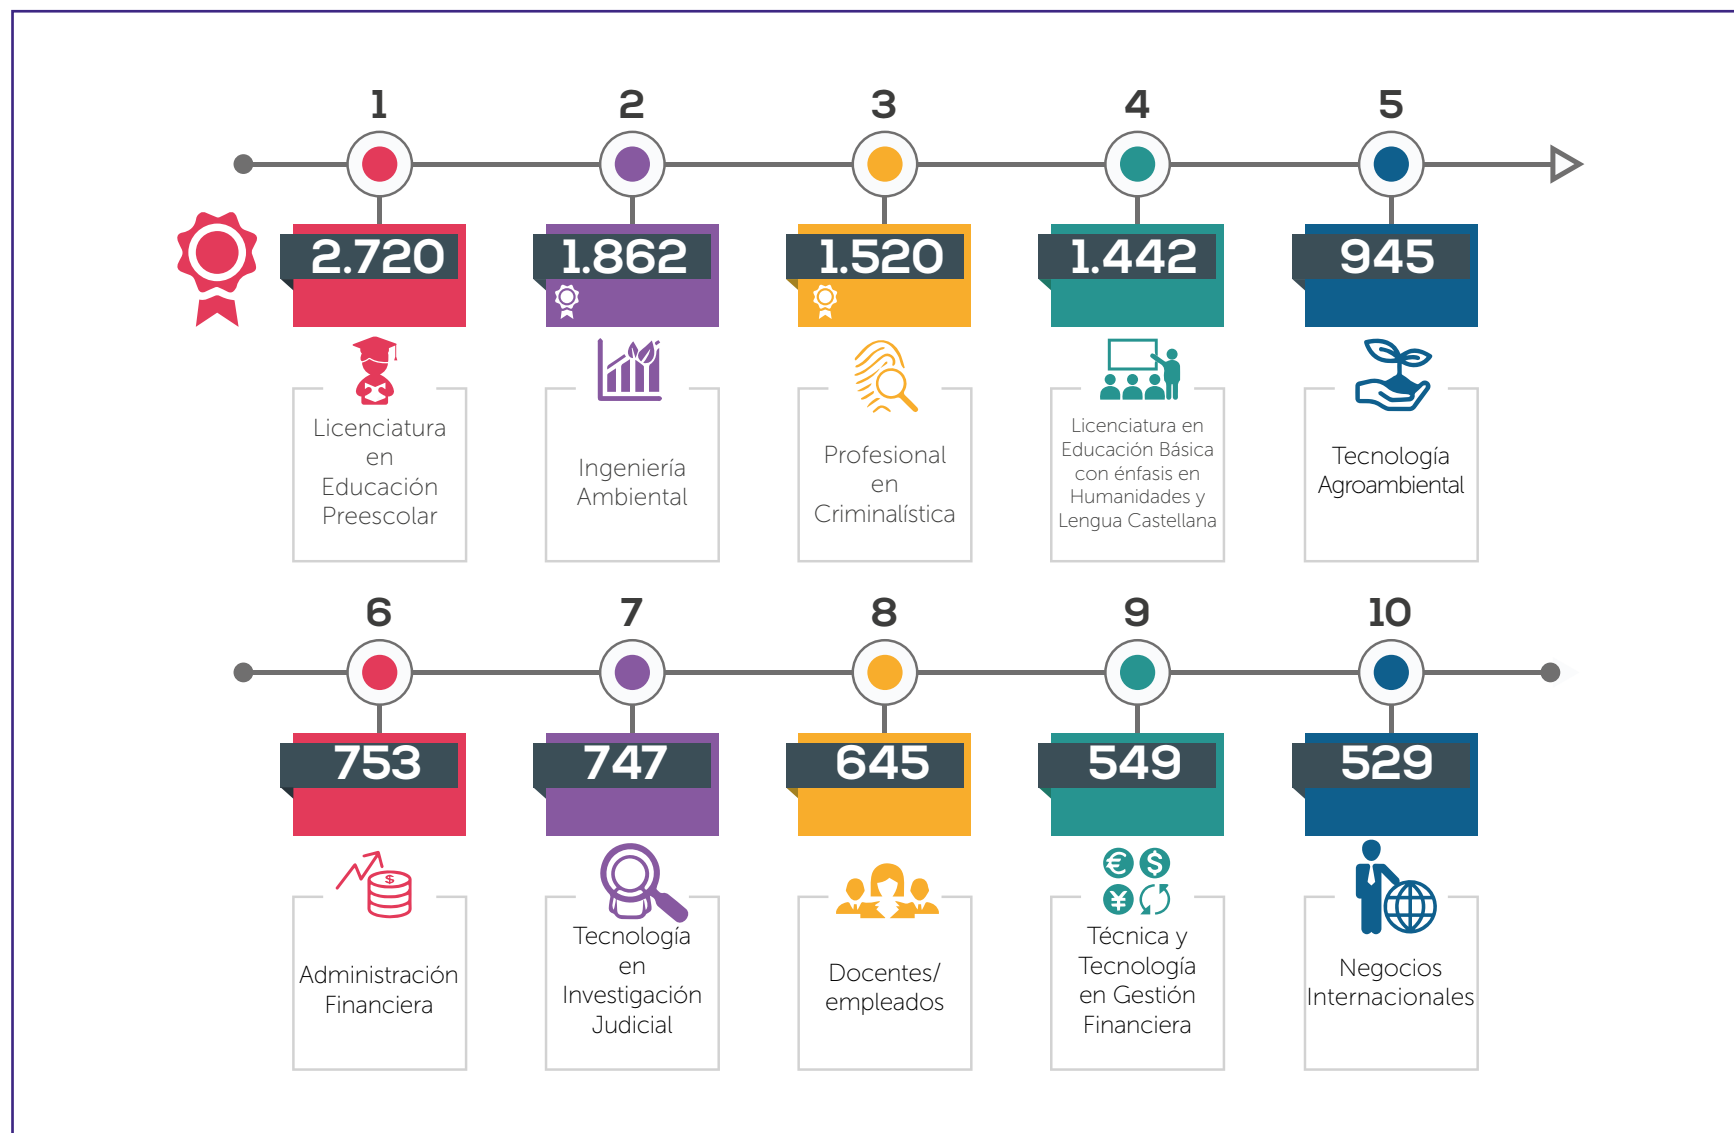 1
2
3
4
5
2.720
1.862
1.520
1.442
945
Licenciatura
en
Educación
Preescolar
Ingeniería
Ambiental
Profesional
en
Criminalística
Licenciatura en
Educación Básica
con énfasis en
Humanidades y
Lengua Castellana
Tecnología
Agroambiental
6
7
8
9
10
753
747
645
549
529
$
€ $
¥
Administración
Financiera
Tecnología
en
Investigación
Judicial
Docentes/
empleados
Técnica y
Tecnología
en Gestión
Financiera
Negocios
Internacionales